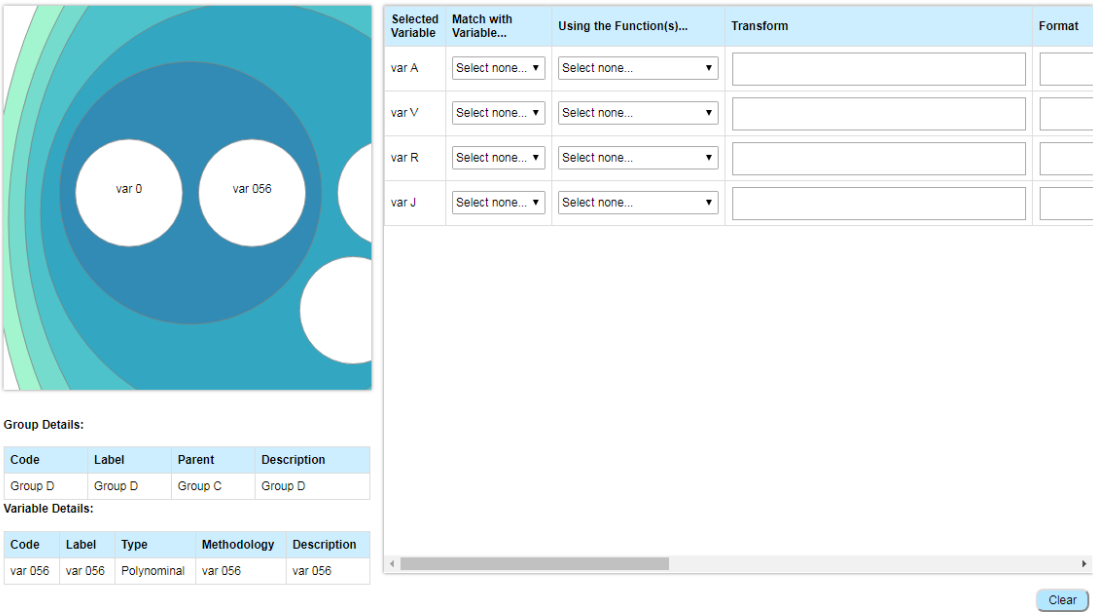 var 0
var 056
Group Details:
Code Label Parent Description
Group D Group D Group C Group D
Variable Details:
Code Label Type Methodology Description
var 056 var 056 Polynominal var 056 var 056
Selected Variable Match with Variable... Using the Function(s)... Transform Format
var A Select none... Select none...
var V Select none... Select none...
var R Select none... Select none...
var J Select none... Select none...
Clear